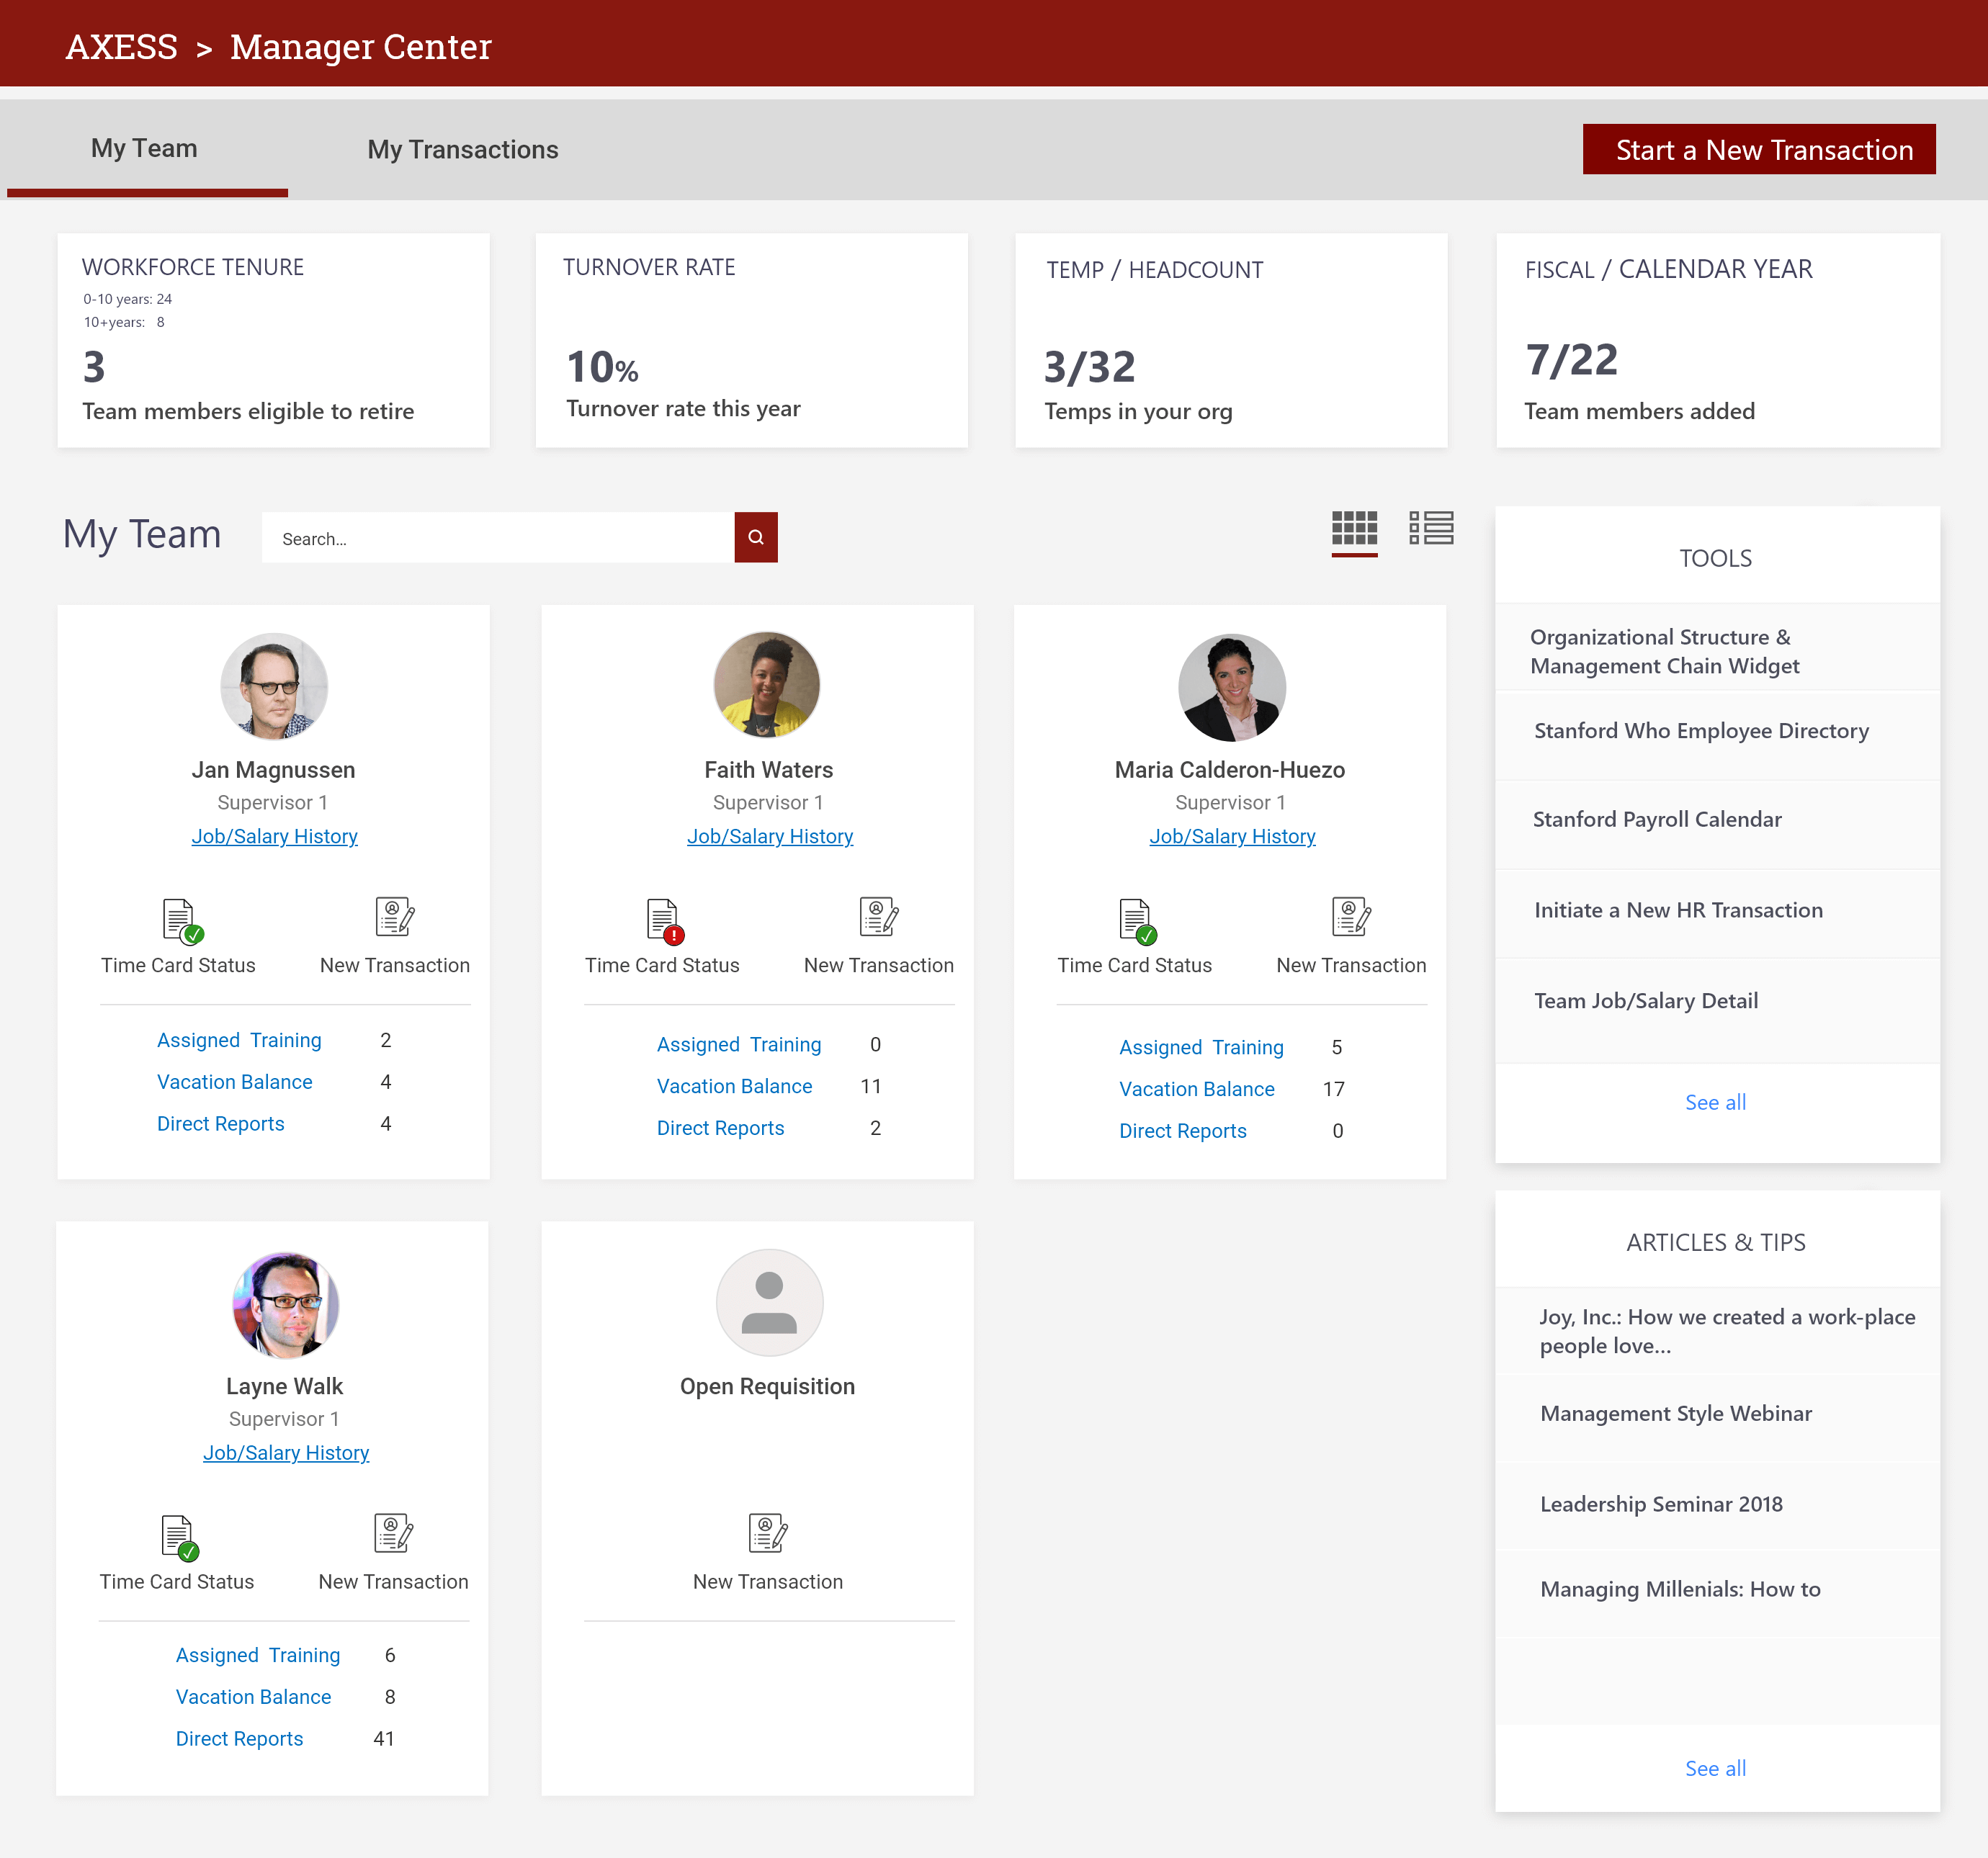 AXESS > Manager Center
My Team
My Transactions
Start a New Transaction
WORKFORCE TENURE
0-10 years: 24
10+years: 8
3
Team members eligible to retire
TURNOVER RATE
10%
Turnover rate this year
TEMP / HEADCOUNT
3/32
Temps in your org
FISCAL / CALENDAR YEAR
7/22
Team members added
My Team
Search...
Jan Magnussen
Supervisor 1
Job/Salary History
Time Card Status
New Transaction
Assigned Training 2
Vacation Balance 4
Direct Reports 4
Faith Waters
Supervisor 1
Job/Salary History
Time Card Status
New Transaction
Assigned Training 0
Vacation Balance 11
Direct Reports 2
Maria Calderon-Huezo
Supervisor 1
Job/Salary History
Time Card Status
New Transaction
Assigned Training 5
Vacation Balance 17
Direct Reports 0
Layne Walk
Supervisor 1
Job/Salary History
Time Card Status
New Transaction
Assigned Training 6
Vacation Balance 8
Direct Reports 41
Open Requisition
New Transaction
TOOLS
Organizational Structure &
Management Chain Widget
Stanford Who Employee Directory
Stanford Payroll Calendar
Initiate a New HR Transaction
Team Job/Salary Detail
See all
ARTICLES & TIPS
Joy, Inc.: How we created a work-place
people love...
Management Style Webinar
Leadership Seminar 2018
Managing Millenials: How to
See all